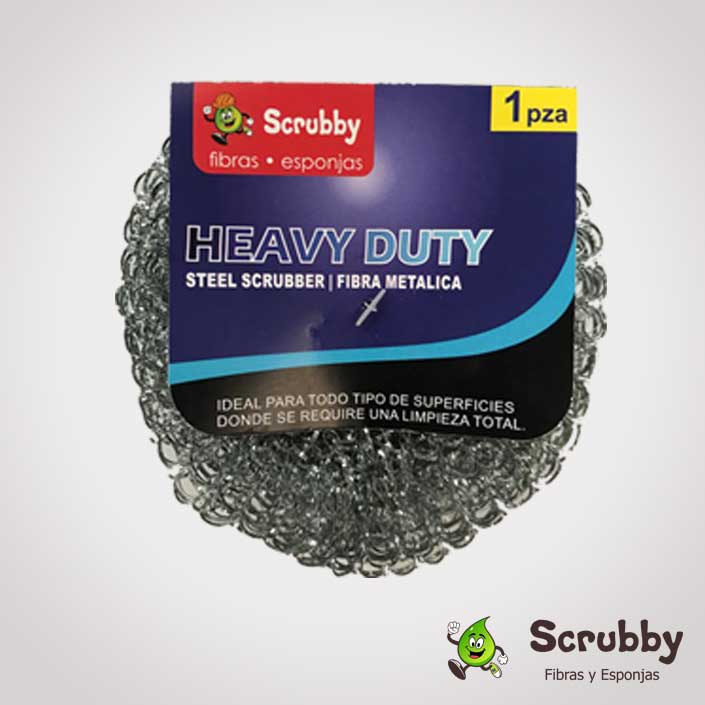 Scrubby
fibras • esponjas
1 pza
HEAVY DUTY
STEEL SCRUBBER | FIBRA METALICA
IDEAL PARA TODO TIPO DE SUPERFICIES
DONDE SE REQUIRE UNA LIMPIEZA TOTAL.
Scrubby
Fibras y Esponjas